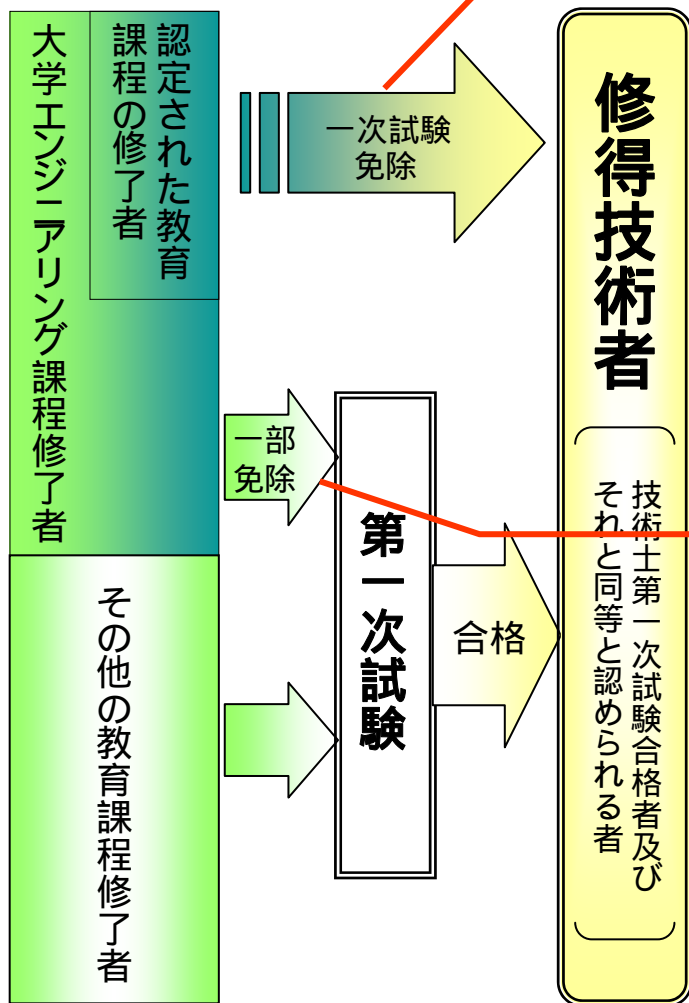 大学エンジニアリング課程修了者
認定された教育
課程の修了者
一次試験
免除
一部
免除
その他の教育課程修了者
第一次試験
合格
修得技術者
技術士第一次試験合格者及び
それと同等と認められる者